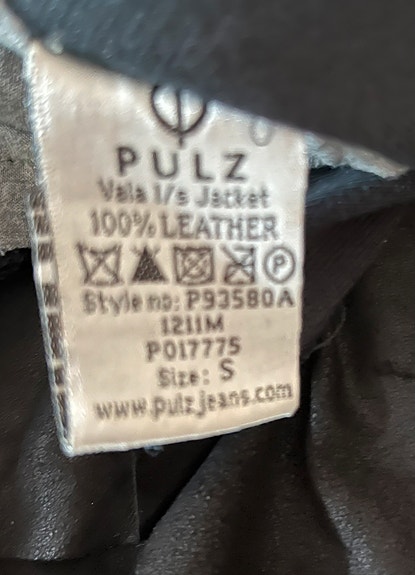 PULZ
Vala l/s Jacket
100% LEATHER
P
Style no: P93580A
1211M
P017775
Size: S
www.pulzjeans.com